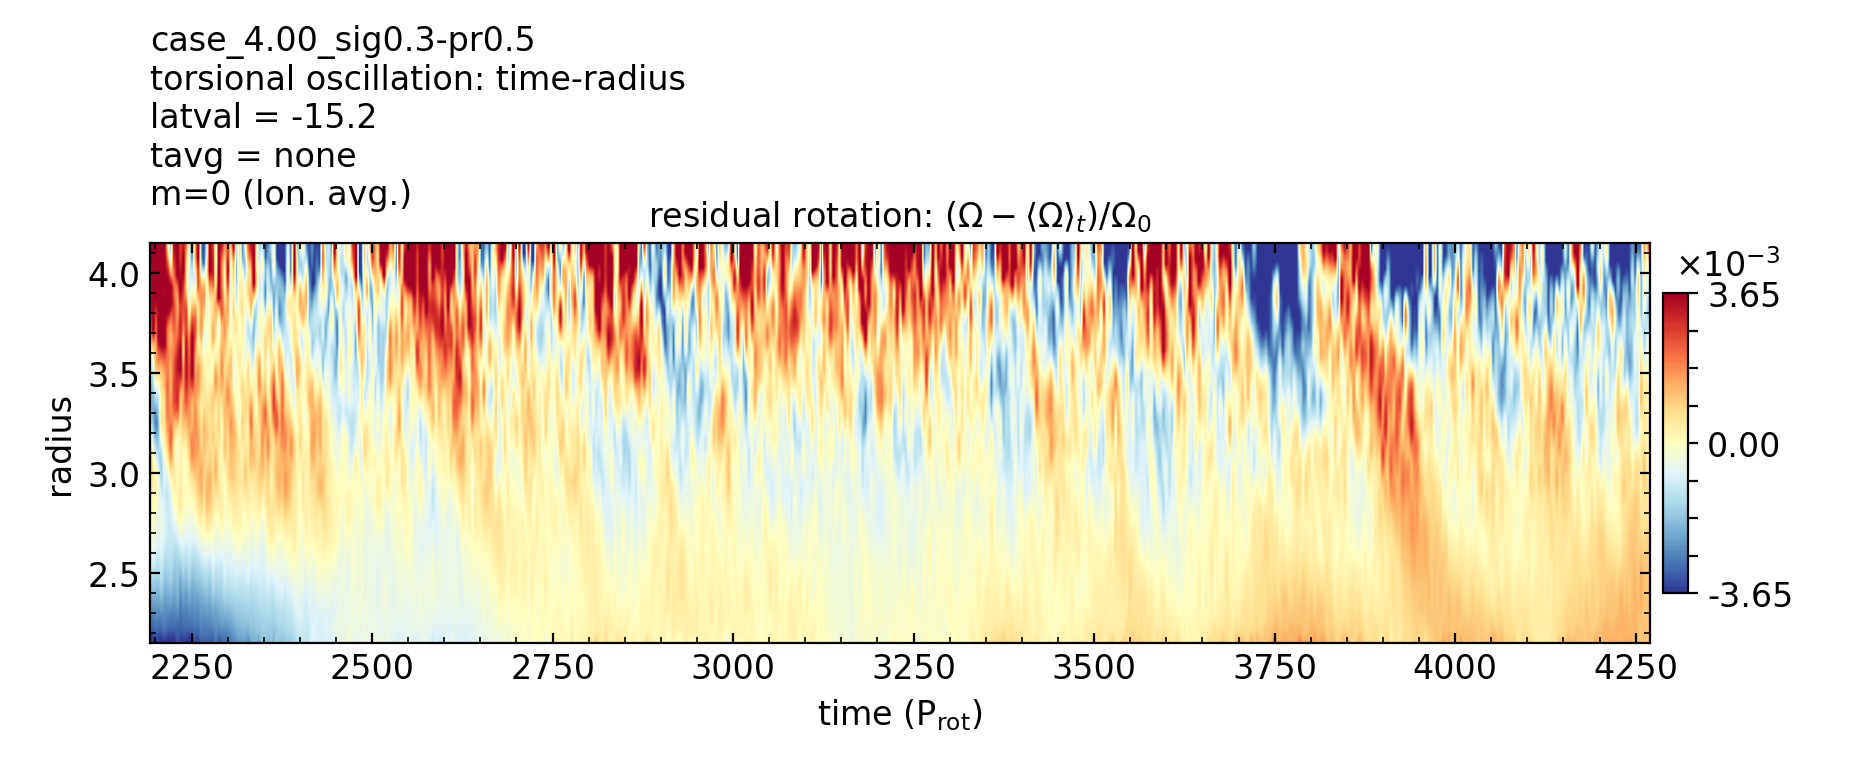 case_4.00_sig0.3-pr0.5
torsional oscillation: time-radius
latval = -15.2
tavg = none
m=0 (lon. avg.)
residual rotation: (Ω − ⟨Ω⟩ₜ)/Ω₀
×10⁻³
3.65
0.00
-3.65
radius
4.0
3.5
3.0
2.5
2250 2500 2750 3000 3250 3500 3750 4000 4250
time (P_rot)